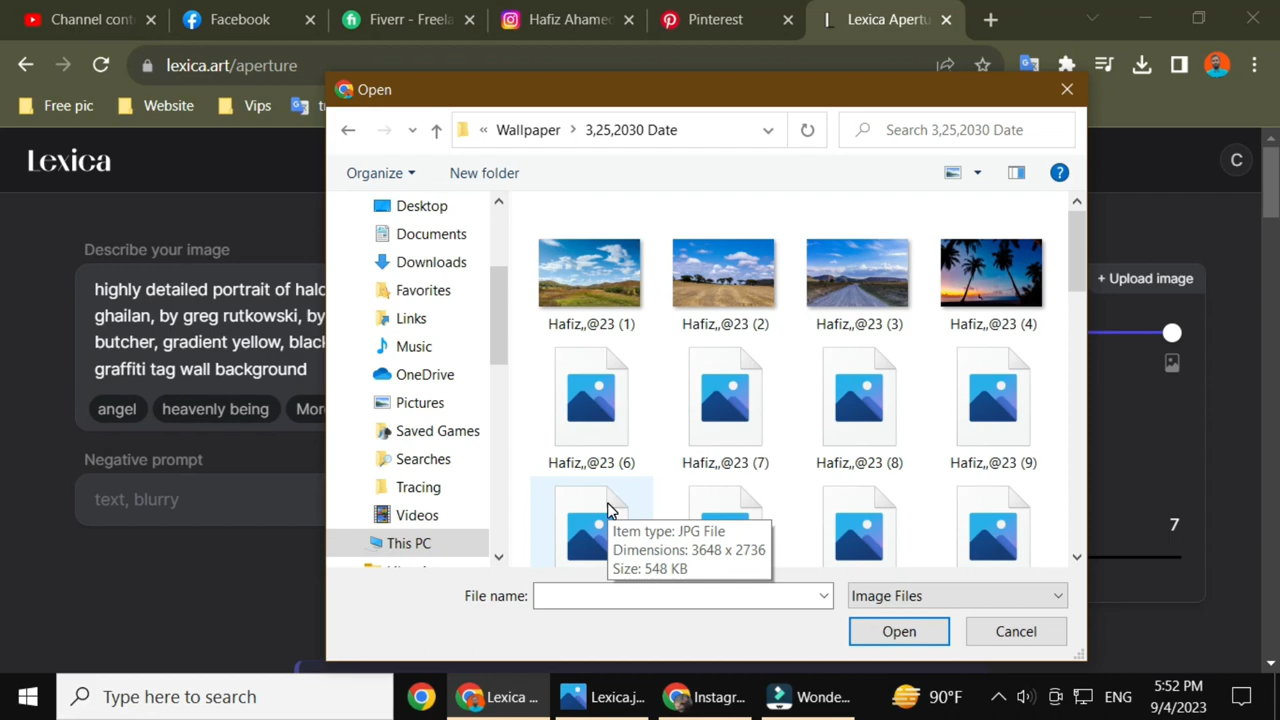 Channel conte
Facebook
Fiverr - Freela
Hafiz Ahamed
Pinterest
Lexica Apertu
lexica.art/aperture
Free pic
Website
Vips
Open
Wallpaper
3,25,2030 Date
Search 3,25,2030 Date
Lexica
C
Organize
New folder
Desktop
Documents
Downloads
Favorites
Links
Music
OneDrive
Pictures
Saved Games
Searches
Tracing
Videos
This PC
Hafiz,,@23 (1)
Hafiz,,@23 (2)
Hafiz,,@23 (3)
Hafiz,,@23 (4)
Hafiz,,@23 (6)
Hafiz,,@23 (7)
Hafiz,,@23 (8)
Hafiz,,@23 (9)
Item type: JPG File
Dimensions: 3648 x 2736
Size: 548 KB
Describe your image
+ Upload image
highly detailed portrait of
ghailan, by greg rutkowski, by
butcher, gradient yellow, black
graffiti tag wall background
angel
heavenly being
Negative prompt
text, blurry
7
File name:
Image Files
Open
Cancel
Type here to search
Lexica ...
Lexica.j...
Instagr...
Wonde...
90°F
ENG
5:52 PM
9/4/2023